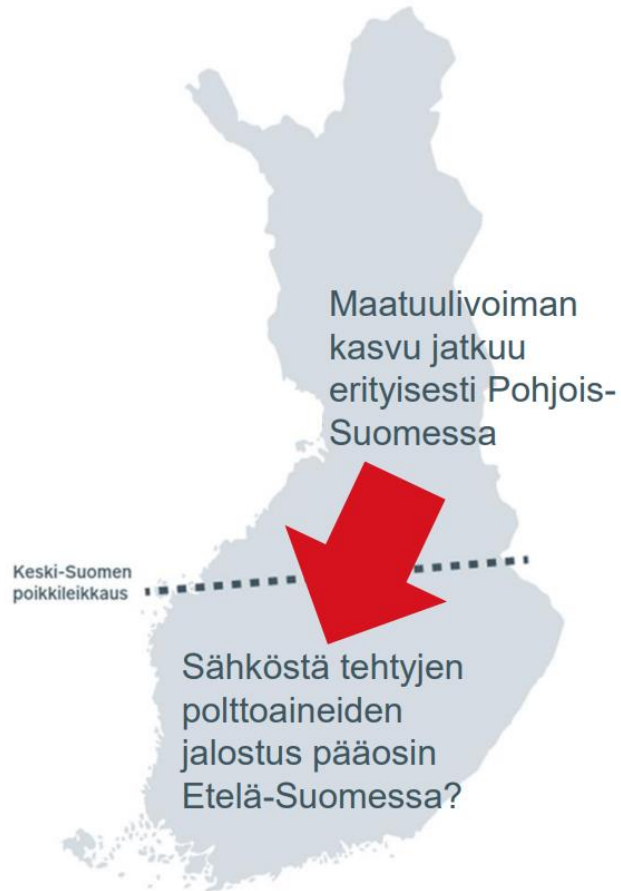 Maatuulivoiman
kasvu jatkuu
erityisesti Pohjois-
Suomessa
Keski-Suomen
poikkileikkaus
Sähköstä tehtyjen
polttoaineiden
jalostus pääosin
Etelä-Suomessa?